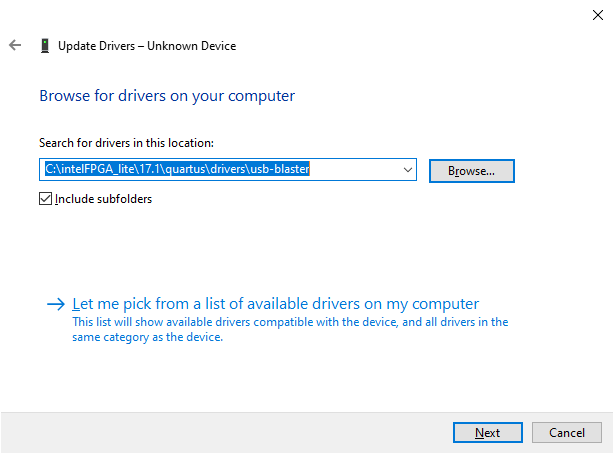 Update Drivers – Unknown Device
Browse for drivers on your computer
Search for drivers in this location:
C:\intelFPGA_lite\17.1\quartus\drivers\usb-blaster
Browse...
Include subfolders
Let me pick from a list of available drivers on my computer
This list will show available drivers compatible with the device, and all drivers in the
same category as the device.
Next
Cancel